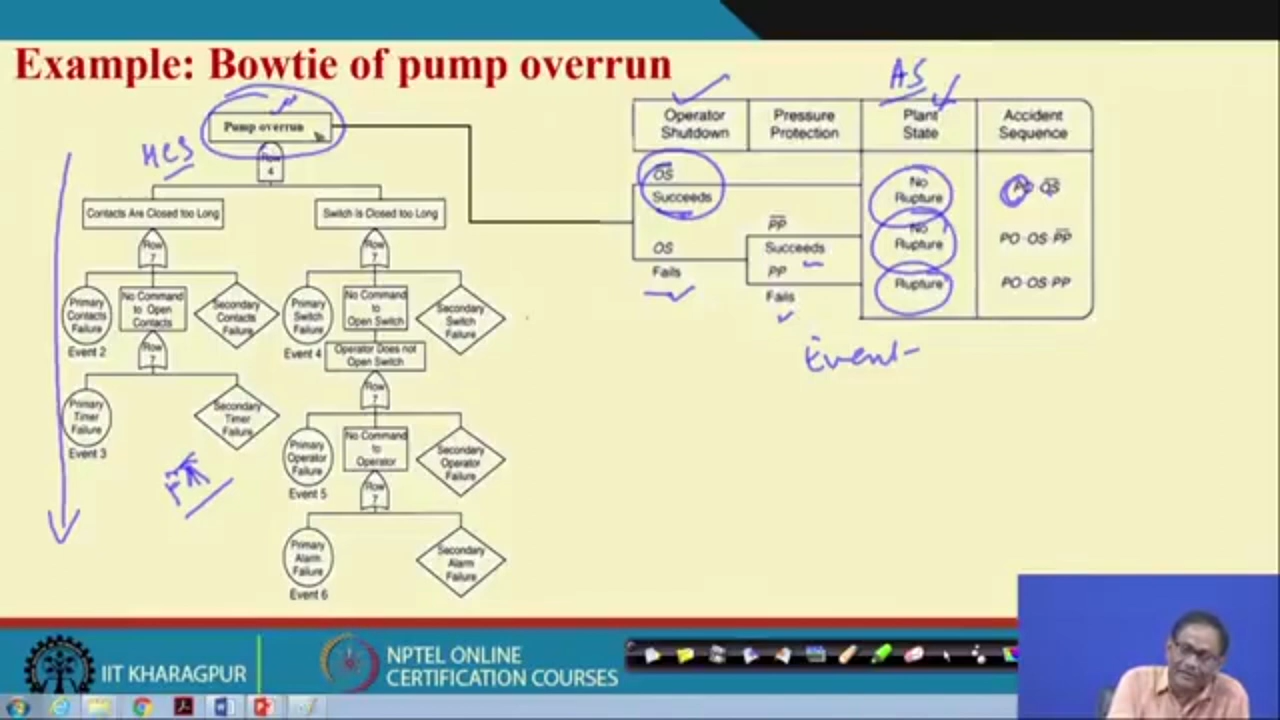 Example: Bowtie of pump overrun
Pump overrun
MCS
Row
4
Contacts Are Closed too Long
Switch Is Closed too Long
Row
7
Row
7
Primary
Contacts
Failure
Event 2
No Command
to Open
Contacts
Secondary
Contacts
Failure
Primary
Switch
Failure
Event 4
No Command
to
Open Switch
Secondary
Switch
Failure
Row
7
Operator Does not
Open Switch
Primary
Timer
Failure
Event 3
Secondary
Timer
Failure
Row
7
Primary
Operator
Failure
Event 5
No Command
to
Operator
Secondary
Operator
Failure
Row
7
Primary
Alarm
Failure
Event 6
Secondary
Alarm
Failure
AS
Operator
Shutdown
Pressure
Protection
Plant
State
Accident
Sequence
OS
Succeeds
No
Rupture
PO·OS
PP
Succeeds
No
Rupture
PO·OS·PP
OS
Fails
PP
Fails
Rupture
PO·OS·PP
Event-
IIT KHARAGPUR
NPTEL ONLINE
CERTIFICATION COURSES